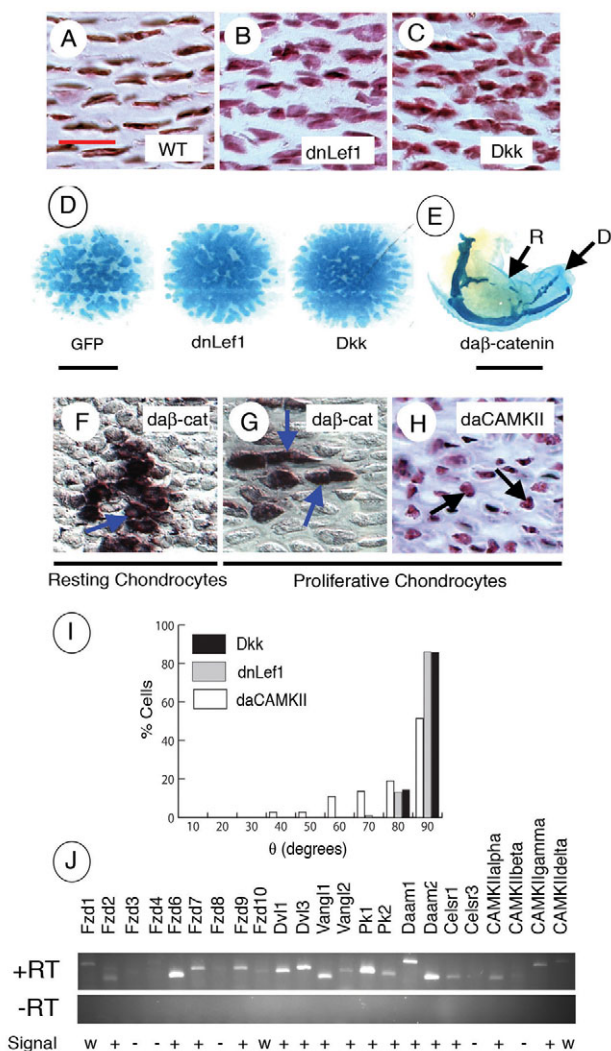 A
B
C
WT
dnLef1
Dkk
D
E
R
D
GFP
dnLef1
Dkk
daβ-catenin
F
daβ-cat
G
daβ-cat
H
daCAMKII
Resting Chondrocytes
Proliferative Chondrocytes
I
% Cells
100
80
60
40
20
0
Dkk
dnLef1
daCAMKII
10 20 30 40 50 60 70 80 90
θ (degrees)
J
Fzd1 Fzd2 Fzd3 Fzd4 Fzd6 Fzd7 Fzd8 Fzd9 Fzd10 Dvl1 Dvl3 Vangl1 Vangl2 Pk1 Pk2 Daam1 Daam2 Celsr1 Celsr3 CAMKIIalpha CAMKIIbeta CAMKIIgamma CAMKIIdelta
+RT
-RT
Signal w + - - + + - + w + + + + + + + + + - + - + w